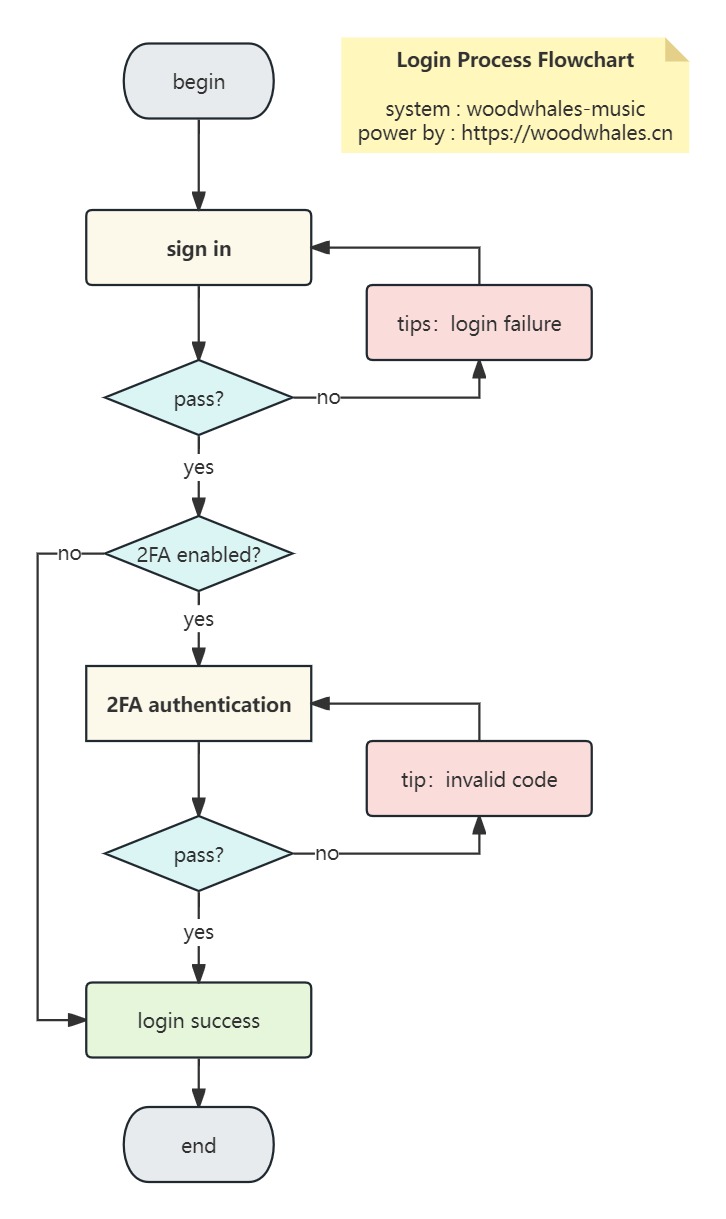 begin
Login Process Flowchart
system : woodwhales-music
power by : https://woodwhales.cn
sign in
tips：login failure
pass?
no
yes
no
2FA enabled?
yes
2FA authentication
tip：invalid code
pass?
no
yes
login success
end